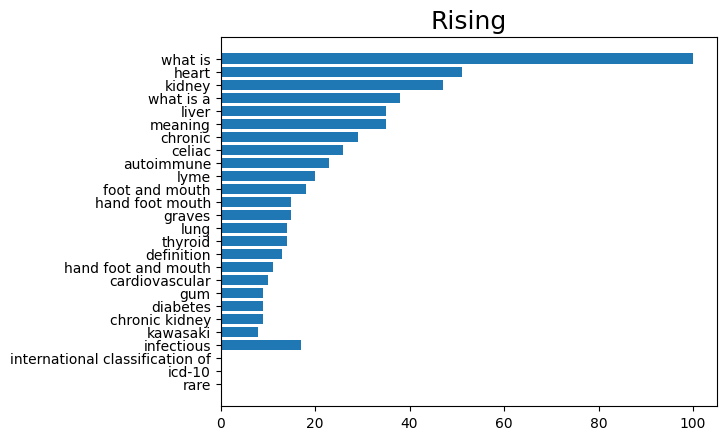 Rising
what is
heart
kidney
what is a
liver
meaning
chronic
celiac
autoimmune
lyme
foot and mouth
hand foot mouth
graves
lung
thyroid
definition
hand foot and mouth
cardiovascular
gum
diabetes
chronic kidney
kawasaki
infectious
international classification of
icd-10
rare
0 20 40 60 80 100